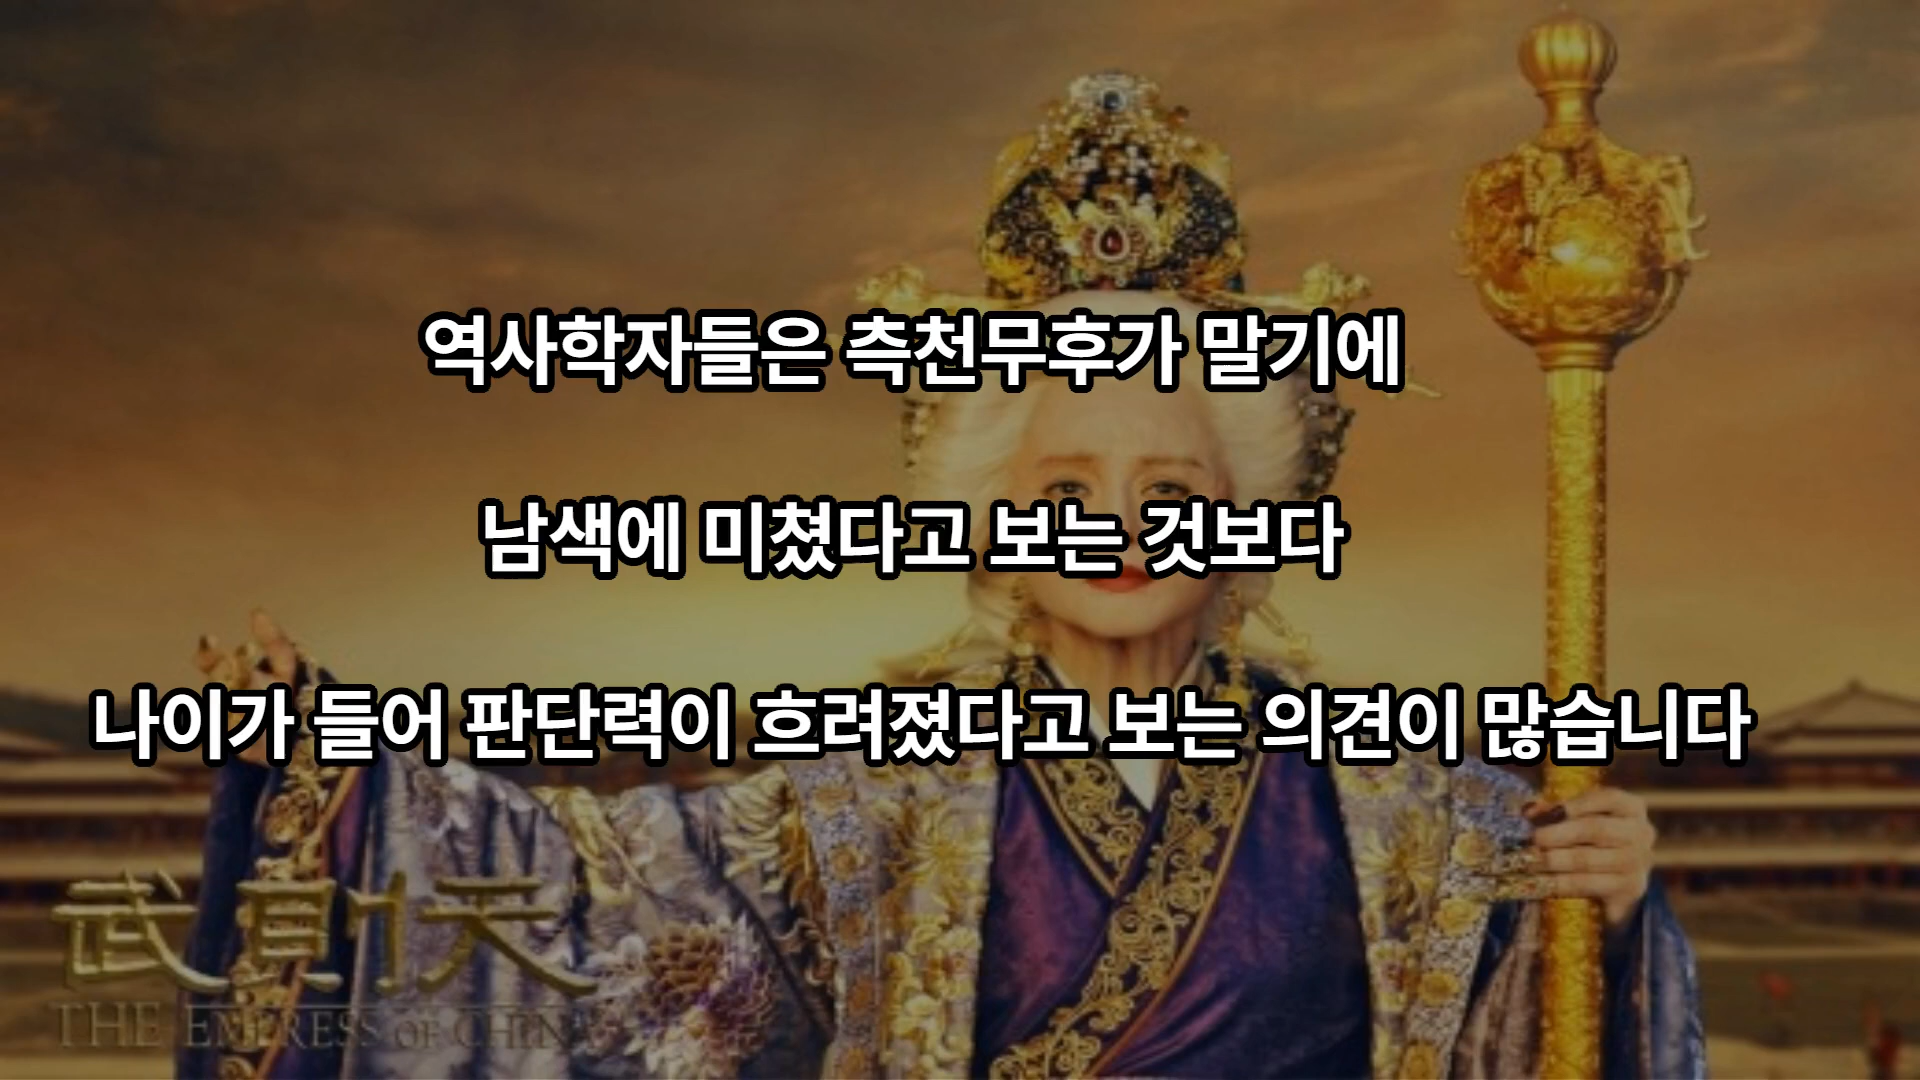 역사학자들은 측천무후가 말기에
남색에 미쳤다고 보는 것보다
나이가 들어 판단력이 흐려졌다고 보는 의견이 많습니다
武則天
THE EMPRESS OF CHINA